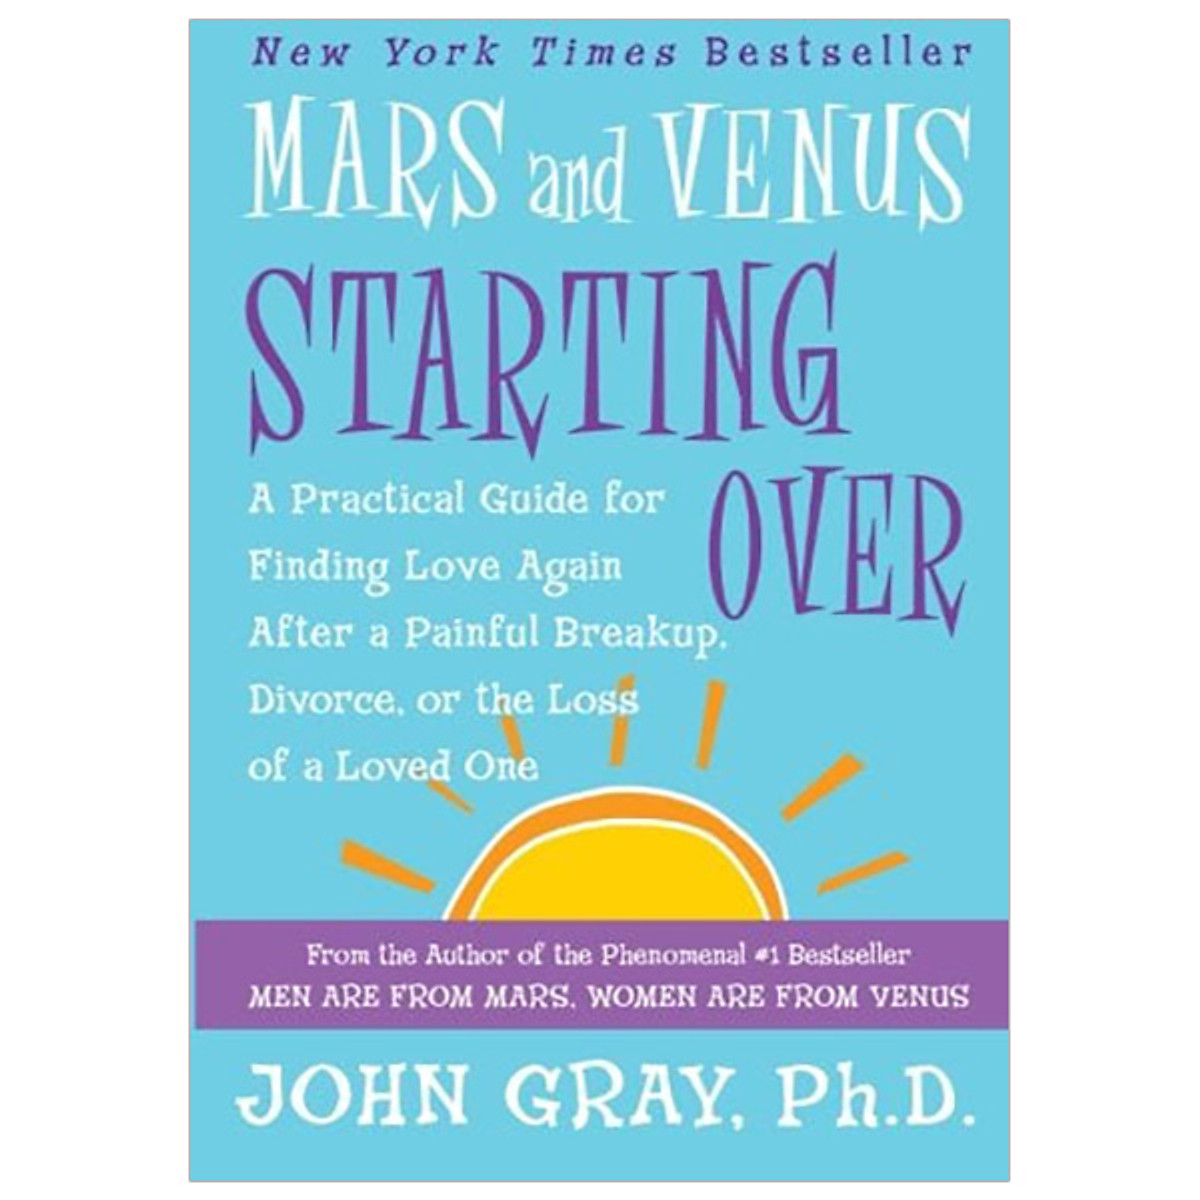 New York Times Bestseller
MARS and VENUS
STARTING
OVER
A Practical Guide for
Finding Love Again
After a Painful Breakup,
Divorce, or the Loss
of a Loved One
From the Author of the Phenomenal #1 Bestseller
MEN ARE FROM MARS, WOMEN ARE FROM VENUS
JOHN GRAY, Ph.D.